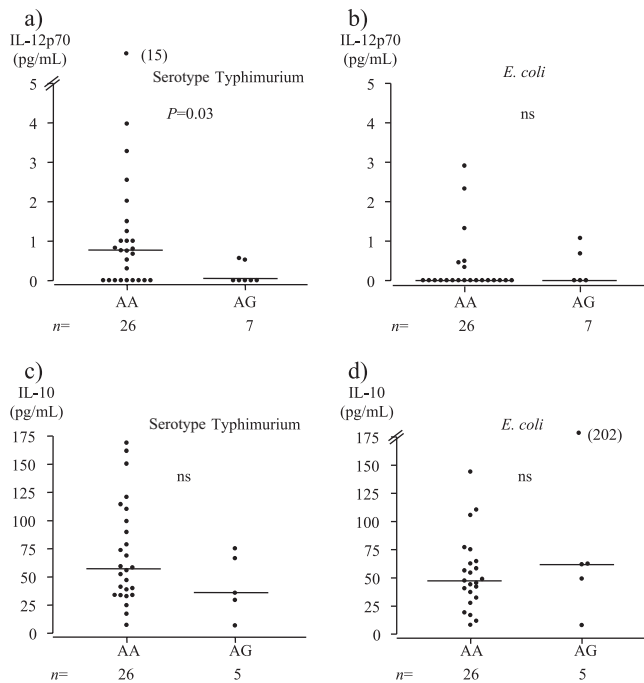 a)
IL-12p70
(pg/mL)
(15)
Serotype Typhimurium
P=0.03
5
4
3
2
1
0
AA
AG
n=
26
7
b)
IL-12p70
(pg/mL)
E. coli
ns
5
4
3
2
1
0
AA
AG
26
7
c)
IL-10
(pg/mL)
Serotype Typhimurium
ns
175
150
125
100
75
50
25
0
AA
AG
n=
26
5
d)
IL-10
(pg/mL)
E. coli
(202)
ns
175
150
125
100
75
50
25
0
AA
AG
n=
26
5